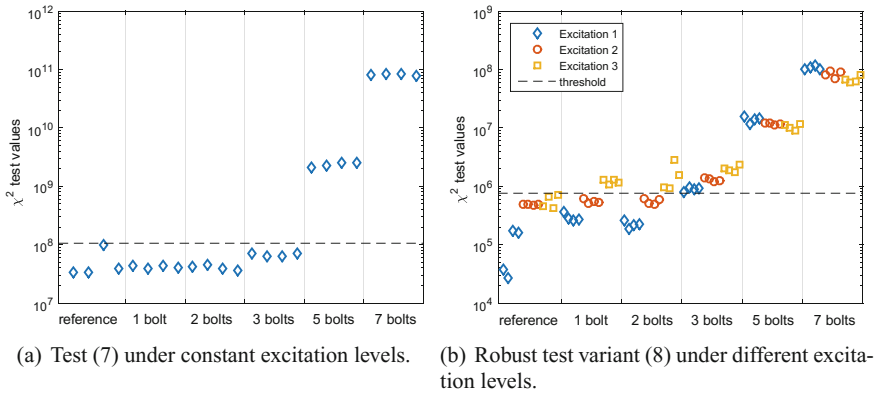 10^12
10^11
10^10
10^9
10^8
10^7
χ^2 test values
reference 1 bolt 2 bolts 3 bolts 5 bolts 7 bolts
(a) Test (7) under constant excitation levels.
10^9
10^8
10^7
10^6
10^5
10^4
χ^2 test values
Excitation 1
Excitation 2
Excitation 3
threshold
reference 1 bolt 2 bolts 3 bolts 5 bolts 7 bolts
(b) Robust test variant (8) under different excita-
tion levels.